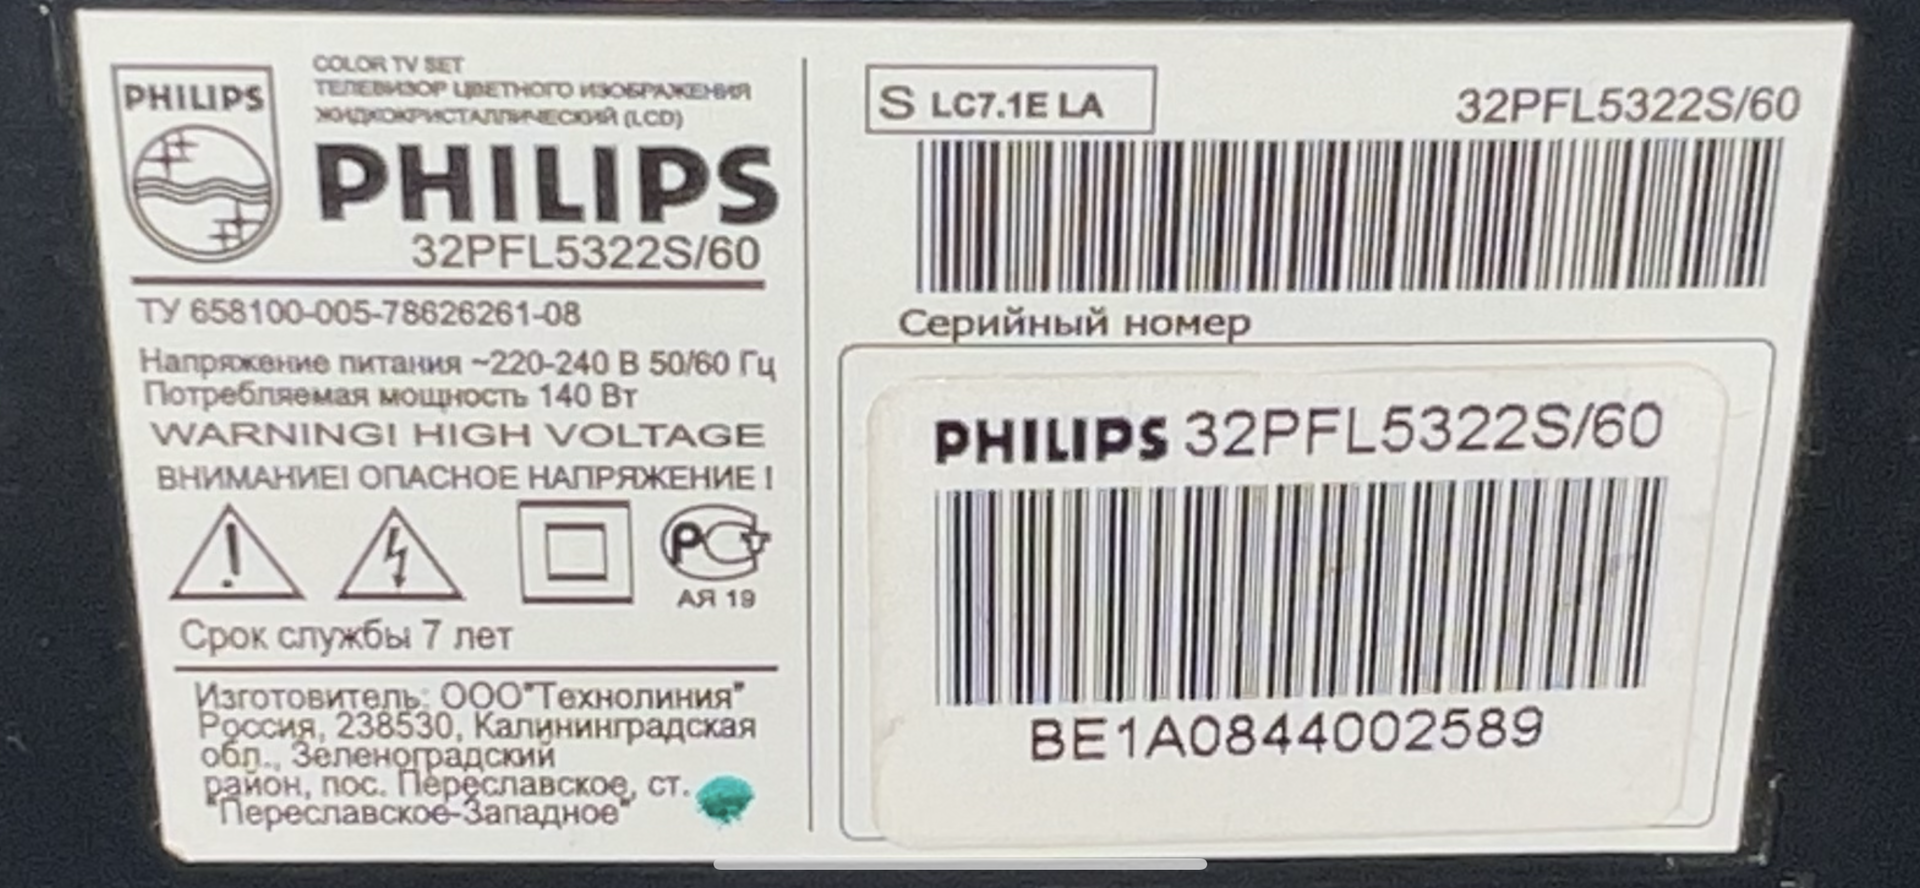 PHILIPS
COLOR TV SET
ТЕЛЕВИЗОР ЦВЕТНОГО ИЗОБРАЖЕНИЯ
ЖИДКОКРИСТАЛЛИЧЕСКИЙ (LCD)
PHILIPS
32PFL5322S/60
ТУ 658100-005-78626261-08
Напряжение питания ~220-240 В 50/60 Гц
Потребляемая мощность 140 Вт
WARNING! HIGH VOLTAGE
ВНИМАНИЕ! ОПАСНОЕ НАПРЯЖЕНИЕ !
АЯ 19
Срок службы 7 лет
Изготовитель: ООО"Технолиния"
Россия, 238530, Калининградская
обл., Зеленоградский
район, пос. Переславское, ст.
"Переславское-Западное"
S LC7.1E LA
32PFL5322S/60
Серийный номер
PHILIPS 32PFL5322S/60
BE1A0844002589